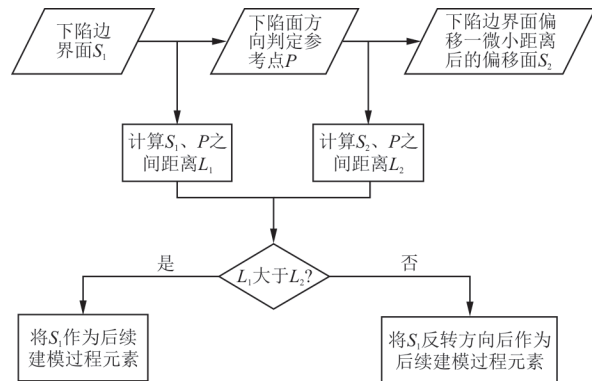 下陷边
界面S₁
下陷面方
向判定参
考点P
下陷边界面偏
移一微小距离
后的偏移面S₂
计算S₁、P之
间距离L₁
计算S₂、P之
间距离L₂
L₁大于L₂?
是
否
将S₁作为后续
建模过程元素
将S₁反转方向后作为
后续建模过程元素